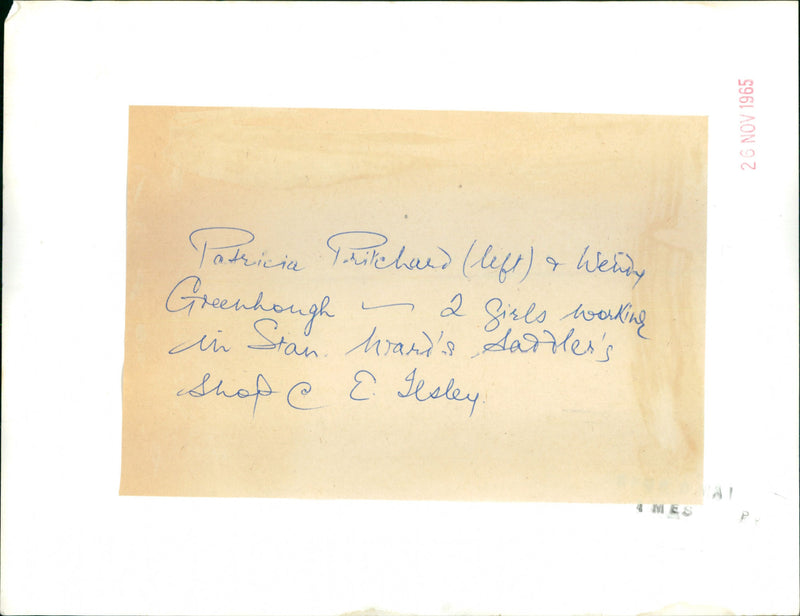 26 NOV 1965
Patricia Pritchard (left) & Wendy
Greenhough — 2 girls working
in Stan. Ward's Saddler's
Shop @ E. Ilsley.